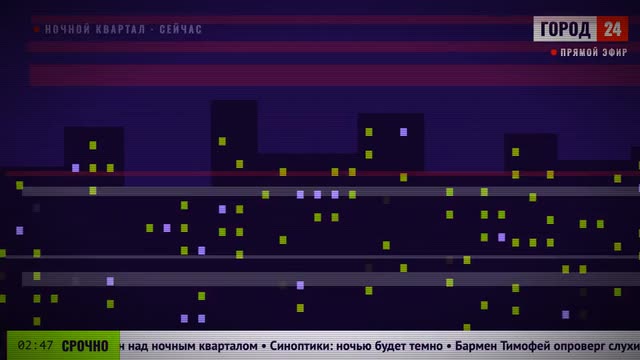 НОЧНОЙ КВАРТАЛ · СЕЙЧАС
ГОРОД 24
ПРЯМОЙ ЭФИР
02:47 СРОЧНО над ночным кварталом • Синоптики: ночью будет темно • Бармен Тимофей опроверг слухи